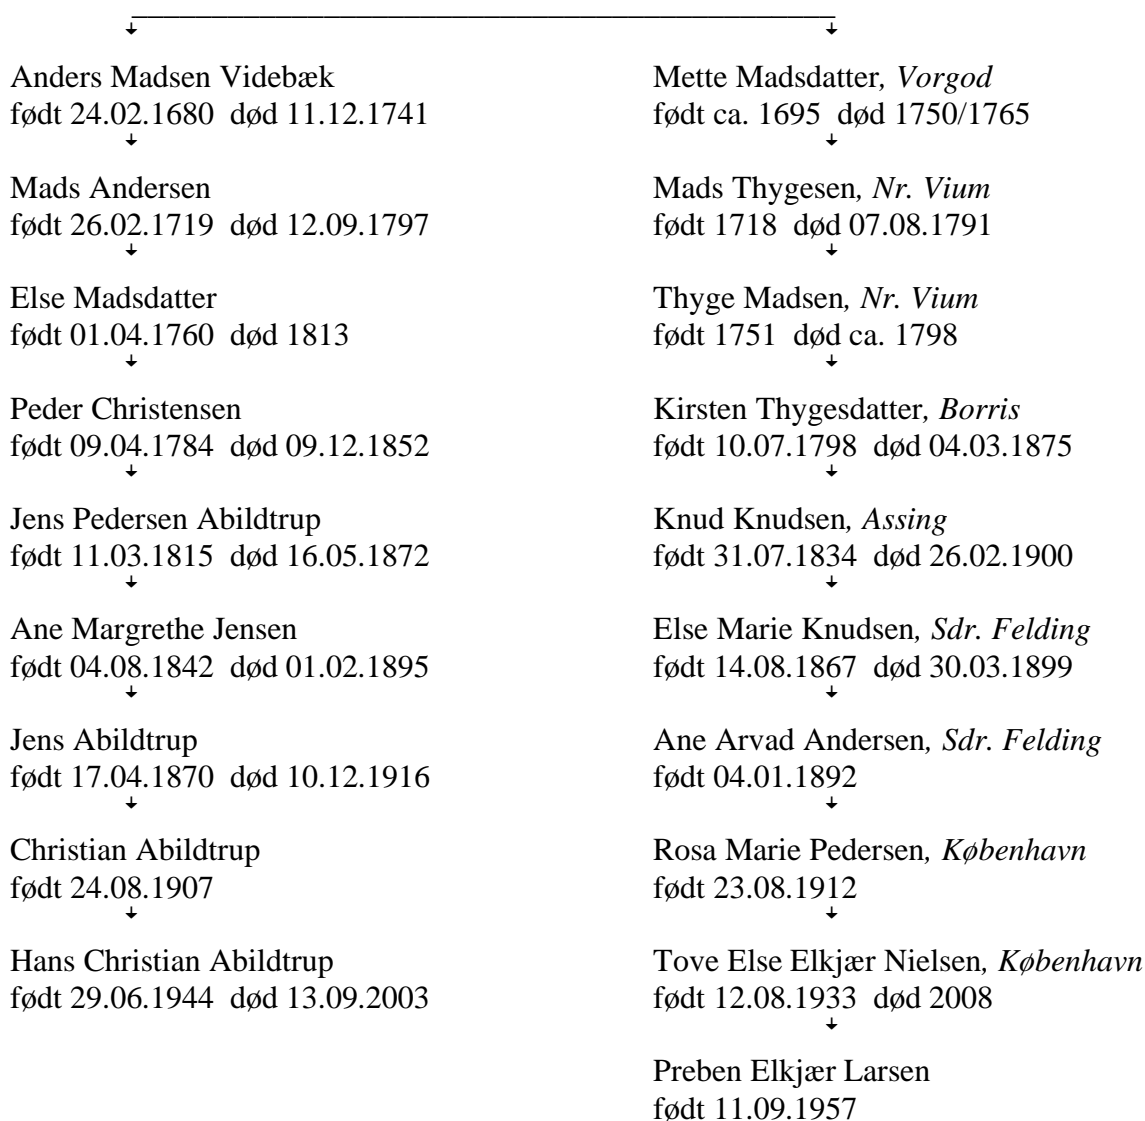 Anders Madsen Videbæk
født 24.02.1680 død 11.12.1741
Mads Andersen
født 26.02.1719 død 12.09.1797
Else Madsdatter
født 01.04.1760 død 1813
Peder Christensen
født 09.04.1784 død 09.12.1852
Jens Pedersen Abildtrup
født 11.03.1815 død 16.05.1872
Ane Margrethe Jensen
født 04.08.1842 død 01.02.1895
Jens Abildtrup
født 17.04.1870 død 10.12.1916
Christian Abildtrup
født 24.08.1907
Hans Christian Abildtrup
født 29.06.1944 død 13.09.2003
Mette Madsdatter, Vorgod
født ca. 1695 død 1750/1765
Mads Thygesen, Nr. Vium
født 1718 død 07.08.1791
Thyge Madsen, Nr. Vium
født 1751 død ca. 1798
Kirsten Thygesdatter, Borris
født 10.07.1798 død 04.03.1875
Knud Knudsen, Assing
født 31.07.1834 død 26.02.1900
Else Marie Knudsen, Sdr. Felding
født 14.08.1867 død 30.03.1899
Ane Arvad Andersen, Sdr. Felding
født 04.01.1892
Rosa Marie Pedersen, København
født 23.08.1912
Tove Else Elkjær Nielsen, København
født 12.08.1933 død 2008
Preben Elkjær Larsen
født 11.09.1957